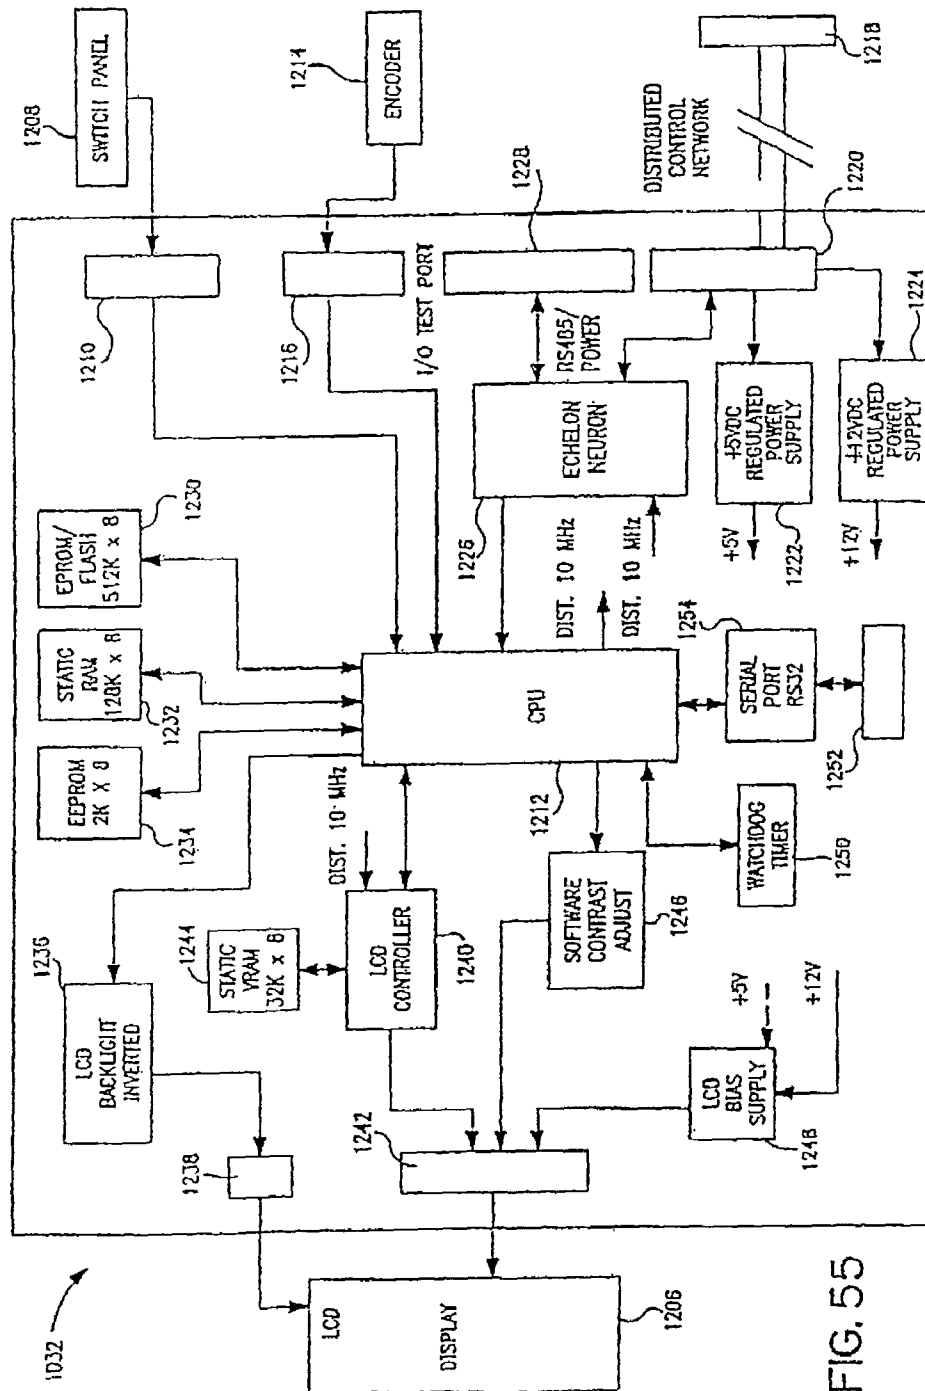 1208
SWITCH PANEL
1214
ENCODER
1218
DISTRIBUTED
CONTROL
NETWORK
1210
1216
I/O TEST PORT
1228
1220
RS485/
POWER
ECHELON
NEURON
1226
+5VDC
REGULATED
POWER
SUPPLY
1222
+5V
+12VDC
REGULATED
POWER
SUPPLY
1224
+12V
EPROM/
FLASH
512K x 8
1230
STATIC
RAM
128K x 8
1232
EEPROM
2K X 8
1234
DIST. 10 MHz
DIST. 10 MHz
CPU
1212
1254
SERIAL
PORT
RS32
1252
DIST. 10 MHz
1236
LCD
BACKLIGHT
INVERTED
1244
STATIC
VRAM
32K x 8
LCD
CONTROLLER
1240
SOFTWARE
CONTRAST
ADJUST
1246
WATCHDOG
TIMER
1250
+5V
+12V
LCD
BIAS
SUPPLY
1248
1238
1242
1032
LCD
DISPLAY
1206
FIG. 55